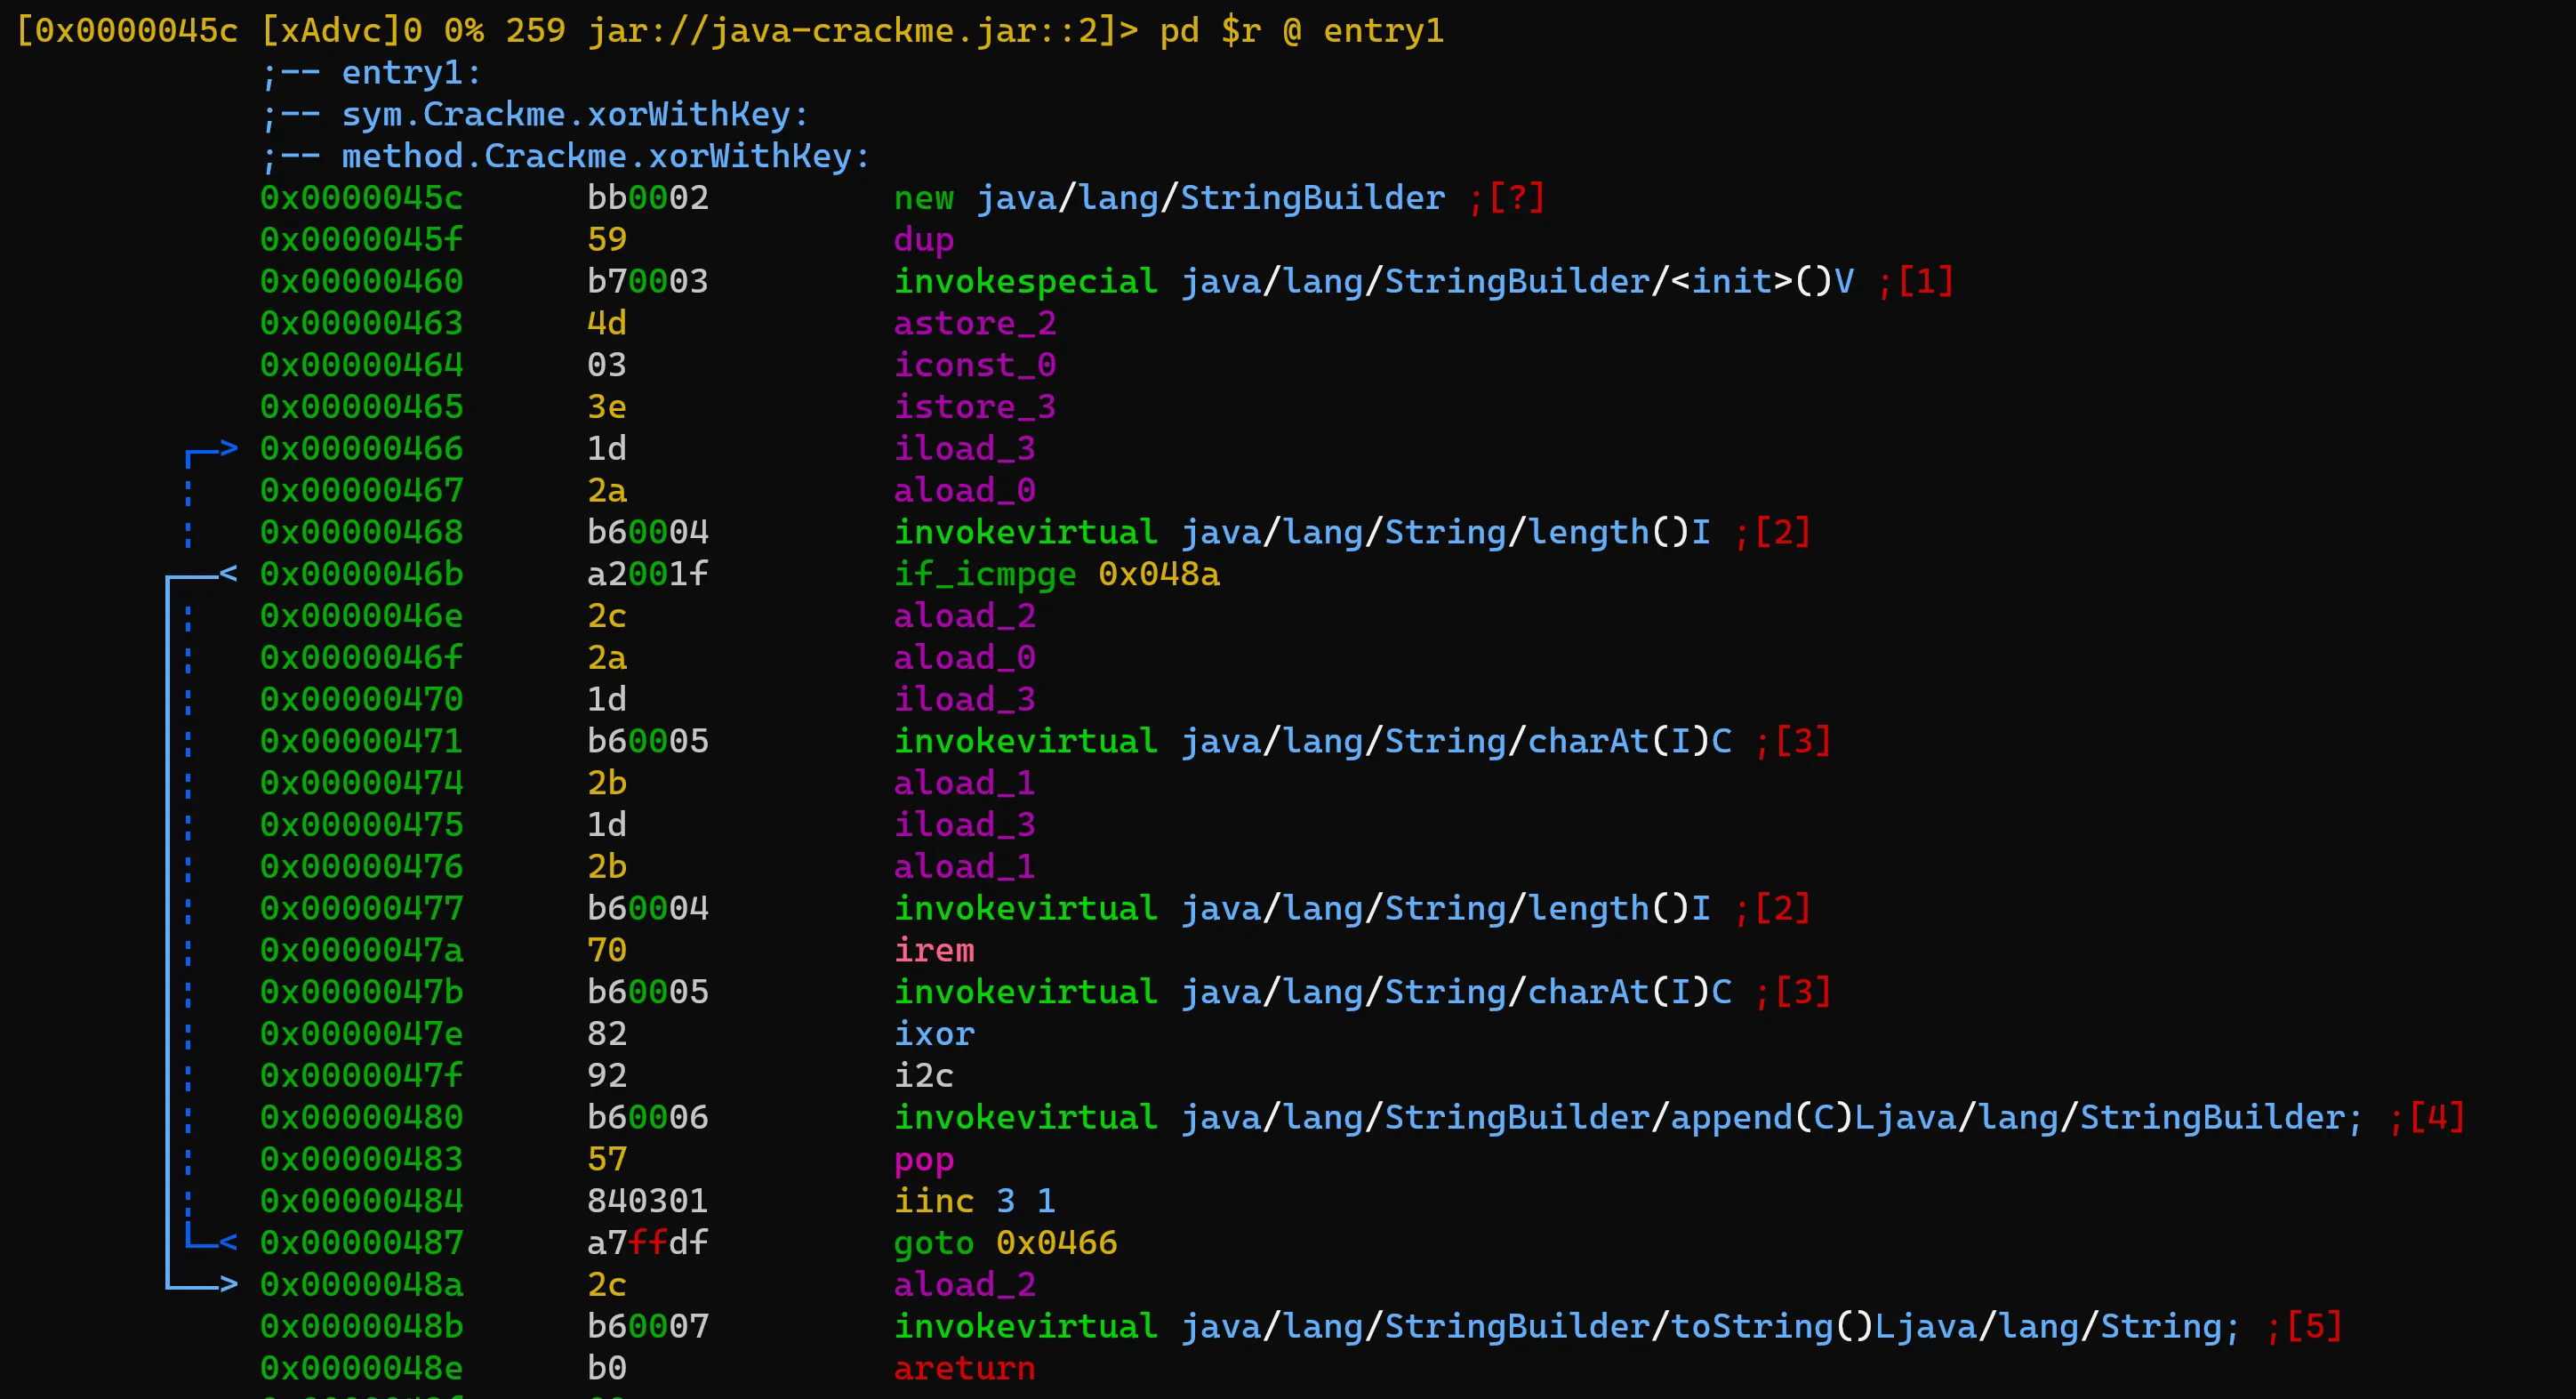 [0x0000045c [xAdvc]0 0% 259 jar://java-crackme.jar::2]> pd $r @ entry1
;-- entry1:
;-- sym.Crackme.xorWithKey:
;-- method.Crackme.xorWithKey:
0x0000045c bb0002 new java/lang/StringBuilder ;[?]
0x0000045f 59 dup
0x00000460 b70003 invokespecial java/lang/StringBuilder/<init>()V ;[1]
0x00000463 4d astore_2
0x00000464 03 iconst_0
0x00000465 3e istore_3
0x00000466 1d iload_3
0x00000467 2a aload_0
0x00000468 b60004 invokevirtual java/lang/String/length()I ;[2]
0x0000046b a2001f if_icmpge 0x048a
0x0000046e 2c aload_2
0x0000046f 2a aload_0
0x00000470 1d iload_3
0x00000471 b60005 invokevirtual java/lang/String/charAt(I)C ;[3]
0x00000474 2b aload_1
0x00000475 1d iload_3
0x00000476 2b aload_1
0x00000477 b60004 invokevirtual java/lang/String/length()I ;[2]
0x0000047a 70 irem
0x0000047b b60005 invokevirtual java/lang/String/charAt(I)C ;[3]
0x0000047e 82 ixor
0x0000047f 92 i2c
0x00000480 b60006 invokevirtual java/lang/StringBuilder/append(C)Ljava/lang/StringBuilder; ;[4]
0x00000483 57 pop
0x00000484 840301 iinc 3 1
0x00000487 a7ffdf goto 0x0466
0x0000048a 2c aload_2
0x0000048b b60007 invokevirtual java/lang/StringBuilder/toString()Ljava/lang/String; ;[5]
0x0000048e b0 areturn